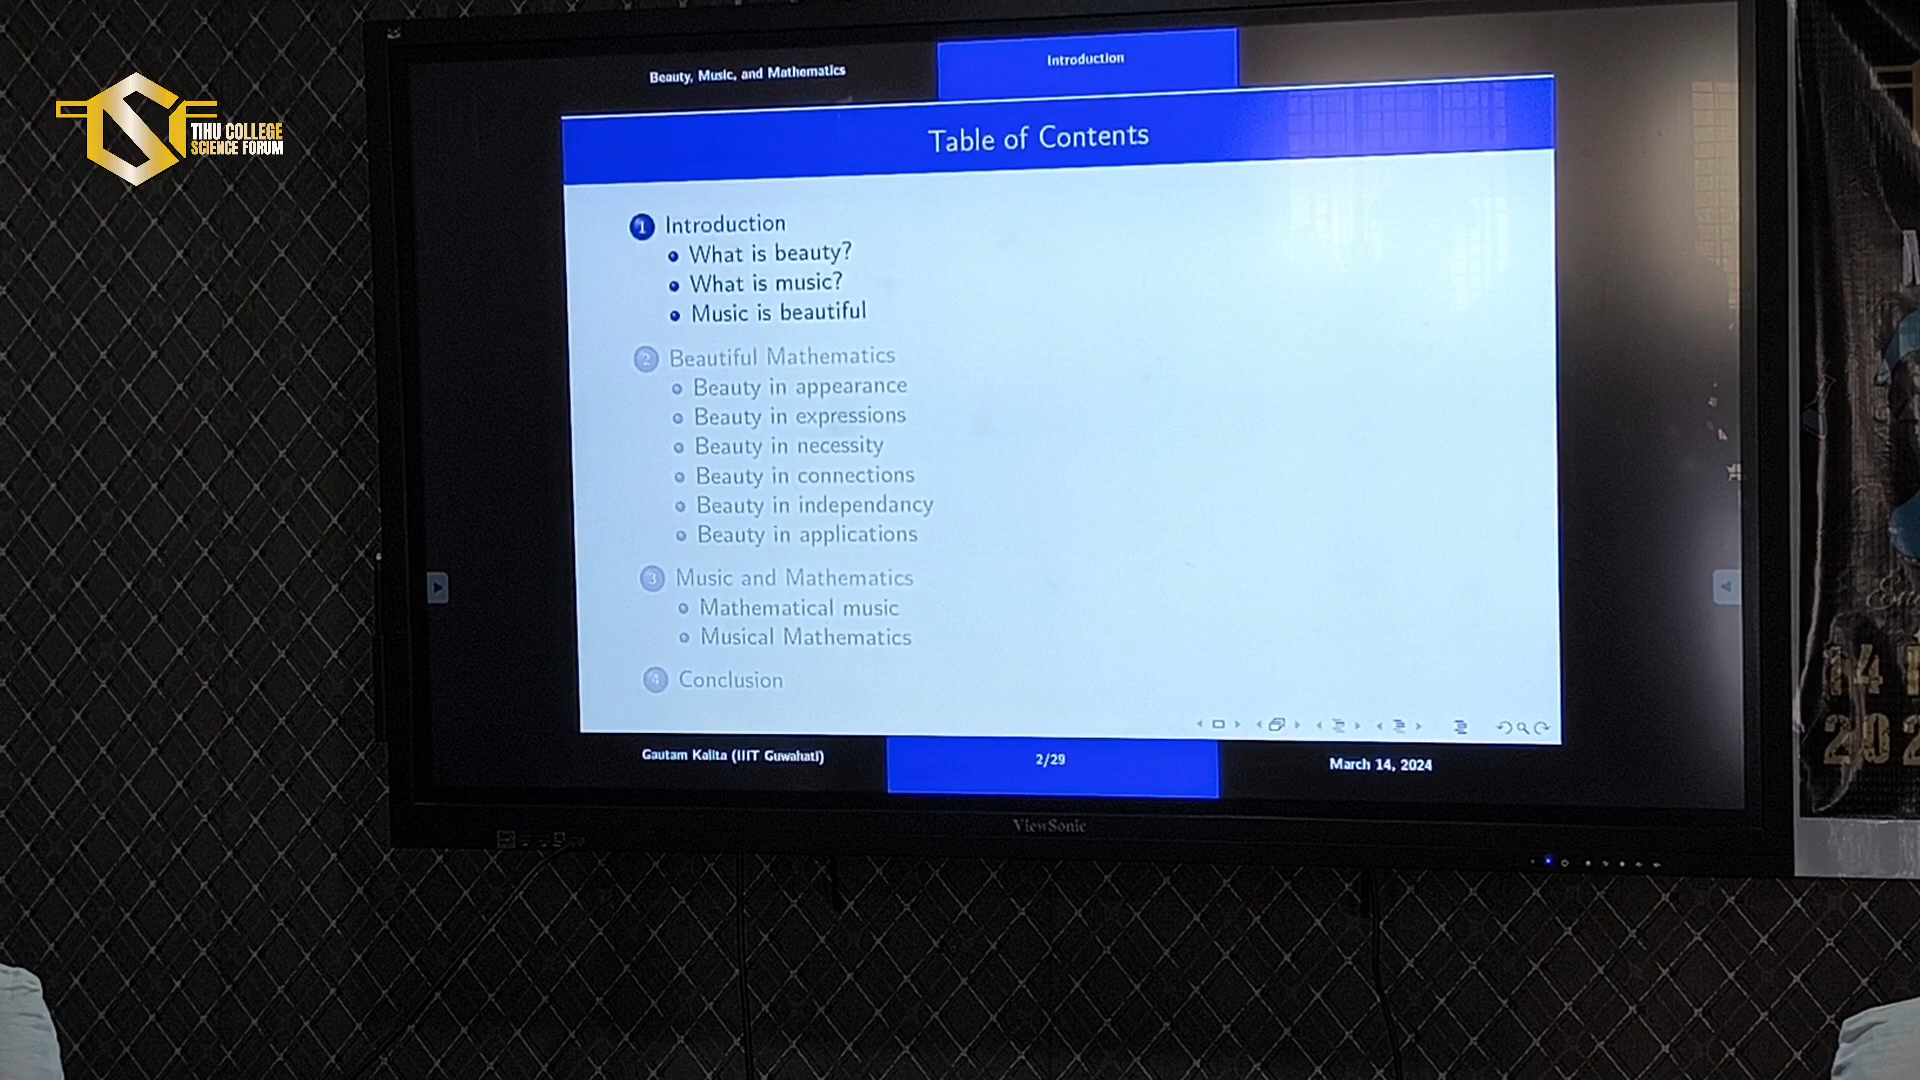 TIHU COLLEGE
SCIENCE FORUM
Beauty, Music, and Mathematics
Introduction
Table of Contents
1 Introduction
What is beauty?
What is music?
Music is beautiful
2 Beautiful Mathematics
Beauty in appearance
Beauty in expressions
Beauty in necessity
Beauty in connections
Beauty in independancy
Beauty in applications
3 Music and Mathematics
Mathematical music
Musical Mathematics
4 Conclusion
Gautam Kalita (IIIT Guwahati)
2/29
March 14, 2024
ViewSonic
14